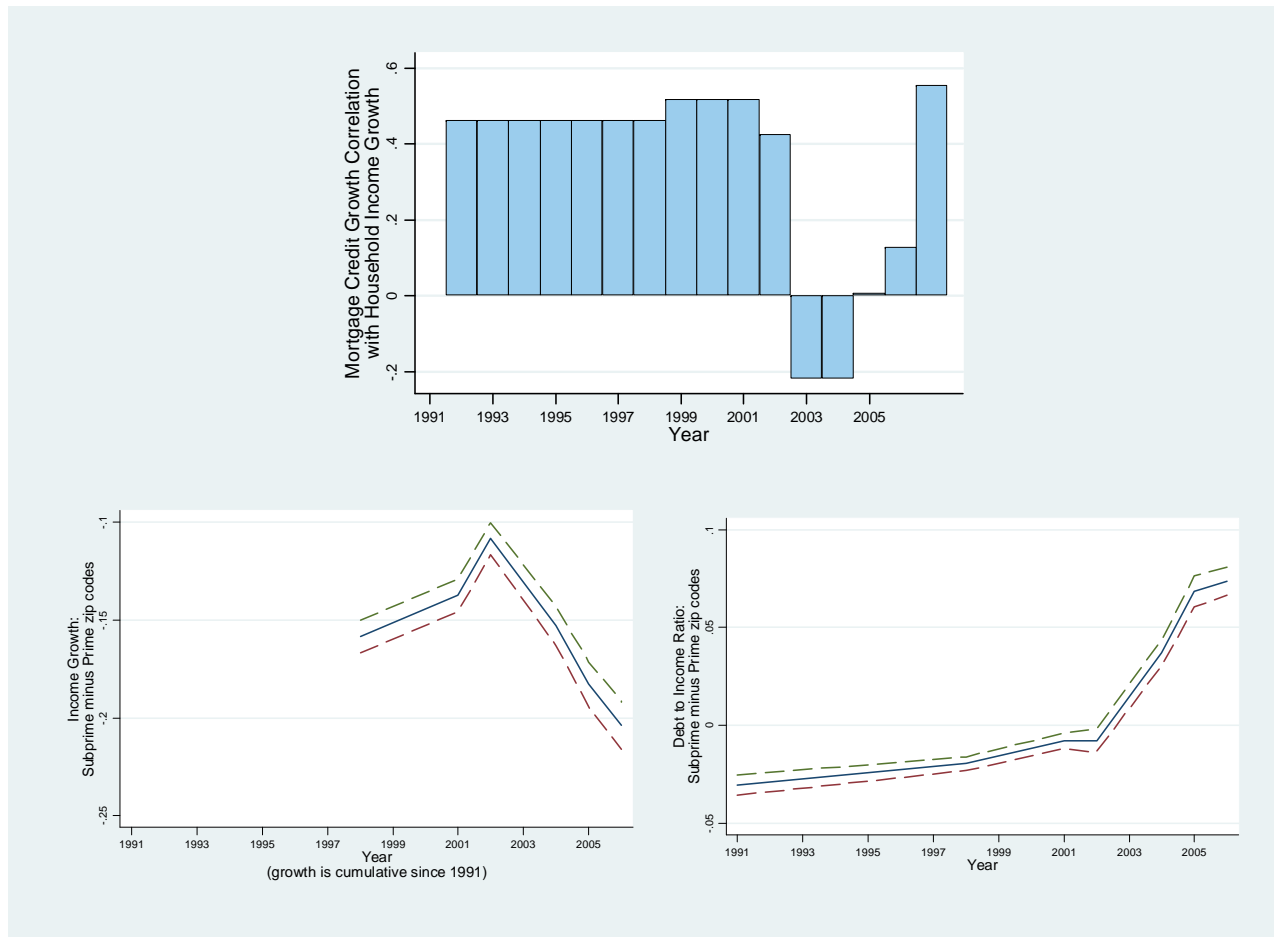 Mortgage Credit Growth Correlation
with Household Income Growth
.6
.4
.2
0
-.2
1991 1993 1995 1997 1999 2001 2003 2005
Year
Income Growth:
Subprime minus Prime zip codes
-.1
-.15
-.2
-.25
1991 1993 1995 1997 1999 2001 2003 2005
Year
(growth is cumulative since 1991)
Debt to Income Ratio:
Subprime minus Prime zip codes
.1
.05
0
-.05
1991 1993 1995 1997 1999 2001 2003 2005
Year